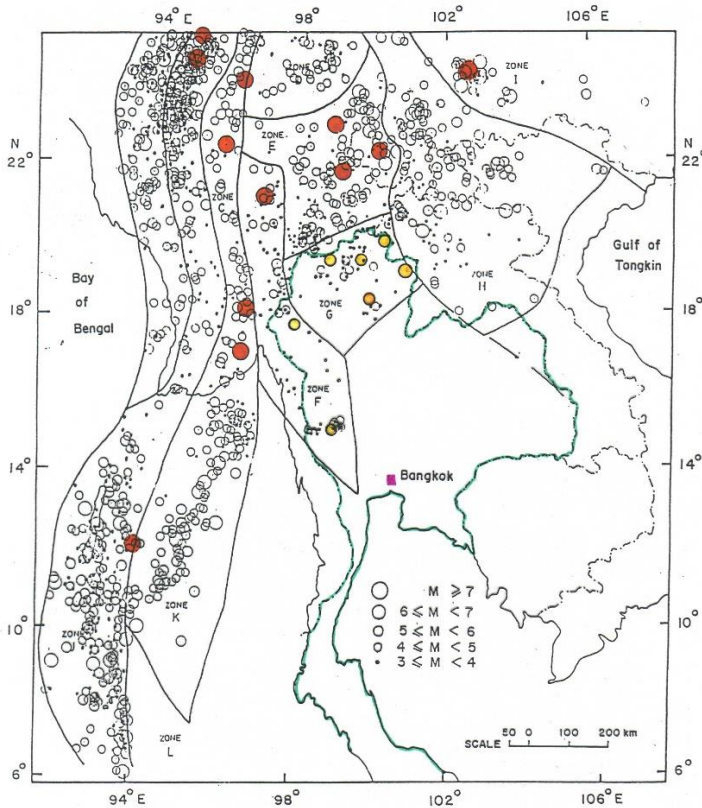 94° E
98°
102°
106° E
ZONE
ZONE
I
N
ZONE
E
N
22°
22°
ZONE
Gulf of
Tongkin
Bay
of
Bengal
ZONE
H
18°
ZONE
G
18°
ZONE
F
14°
Bangkok
14°
M ⩾ 7
6 ⩽ M < 7
ZONE
K
5 ⩽ M < 6
10°
ZONE
4 ⩽ M < 5
10°
3 ⩽ M < 4
ZONE
L
SCALE
50 0 100 200 km
6°
6°
94° E
98°
102°
106° E